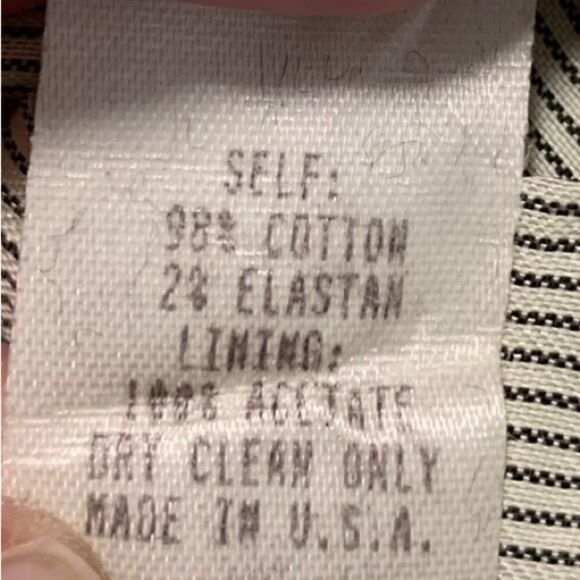 SELF:
98% COTTON
2% ELASTAN
LINING:
100% ACETATE
DRY CLEAN ONLY
MADE IN U.S.A.